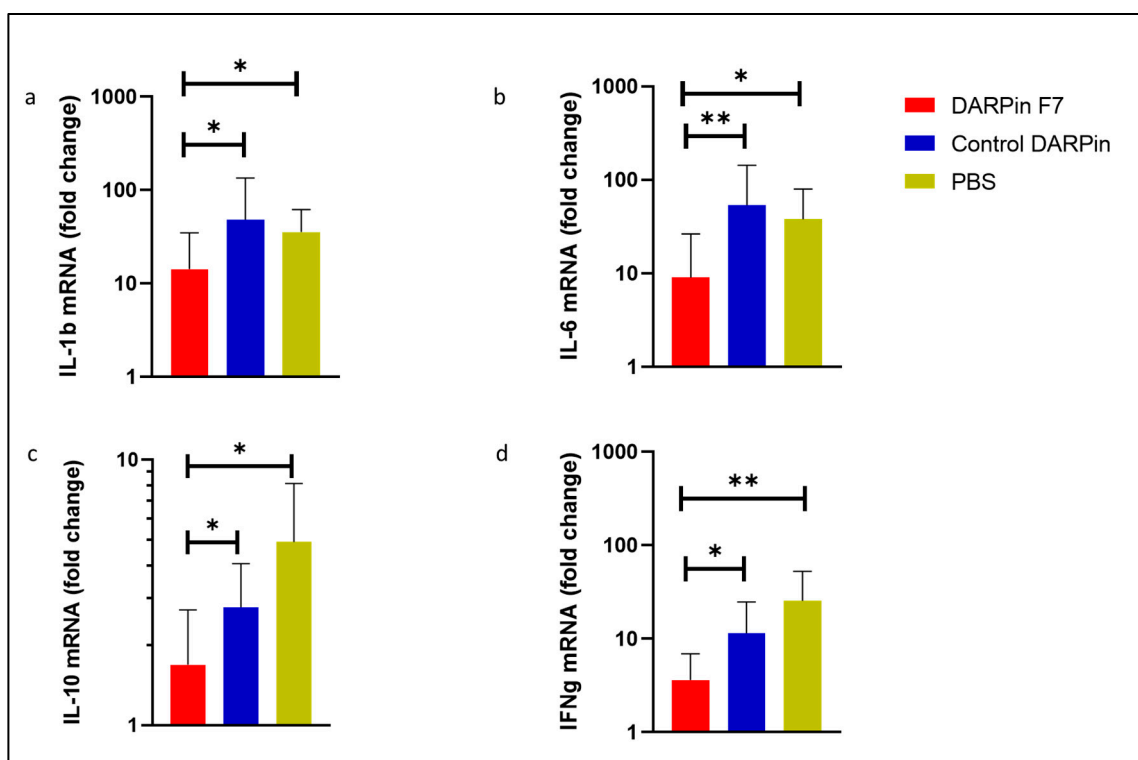 a
IL-1b mRNA (fold change)
1000
100
10
1
*
*
b
IL-6 mRNA (fold change)
1000
100
10
1
*
**
DARPin F7
Control DARPin
PBS
c
IL-10 mRNA (fold change)
10
1
*
*
d
IFNg mRNA (fold change)
1000
100
10
1
**
*